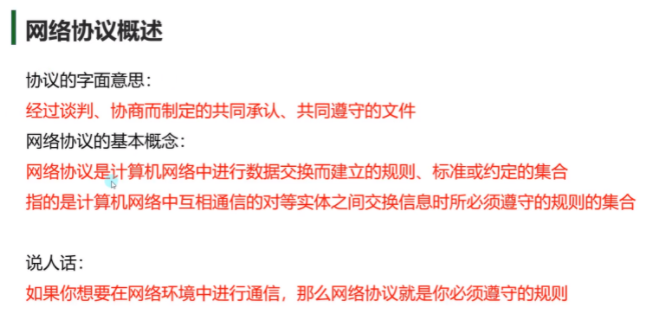 网络协议概述
协议的字面意思：
经过谈判、协商而制定的共同承认、共同遵守的文件
网络协议的基本概念：
网络协议是计算机网络中进行数据交换而建立的规则、标准或约定的集合
指的是计算机网络中互相通信的对等实体之间交换信息时所必须遵守的规则的集合
说人话：
如果你想要在网络环境中进行通信，那么网络协议就是你必须遵守的规则